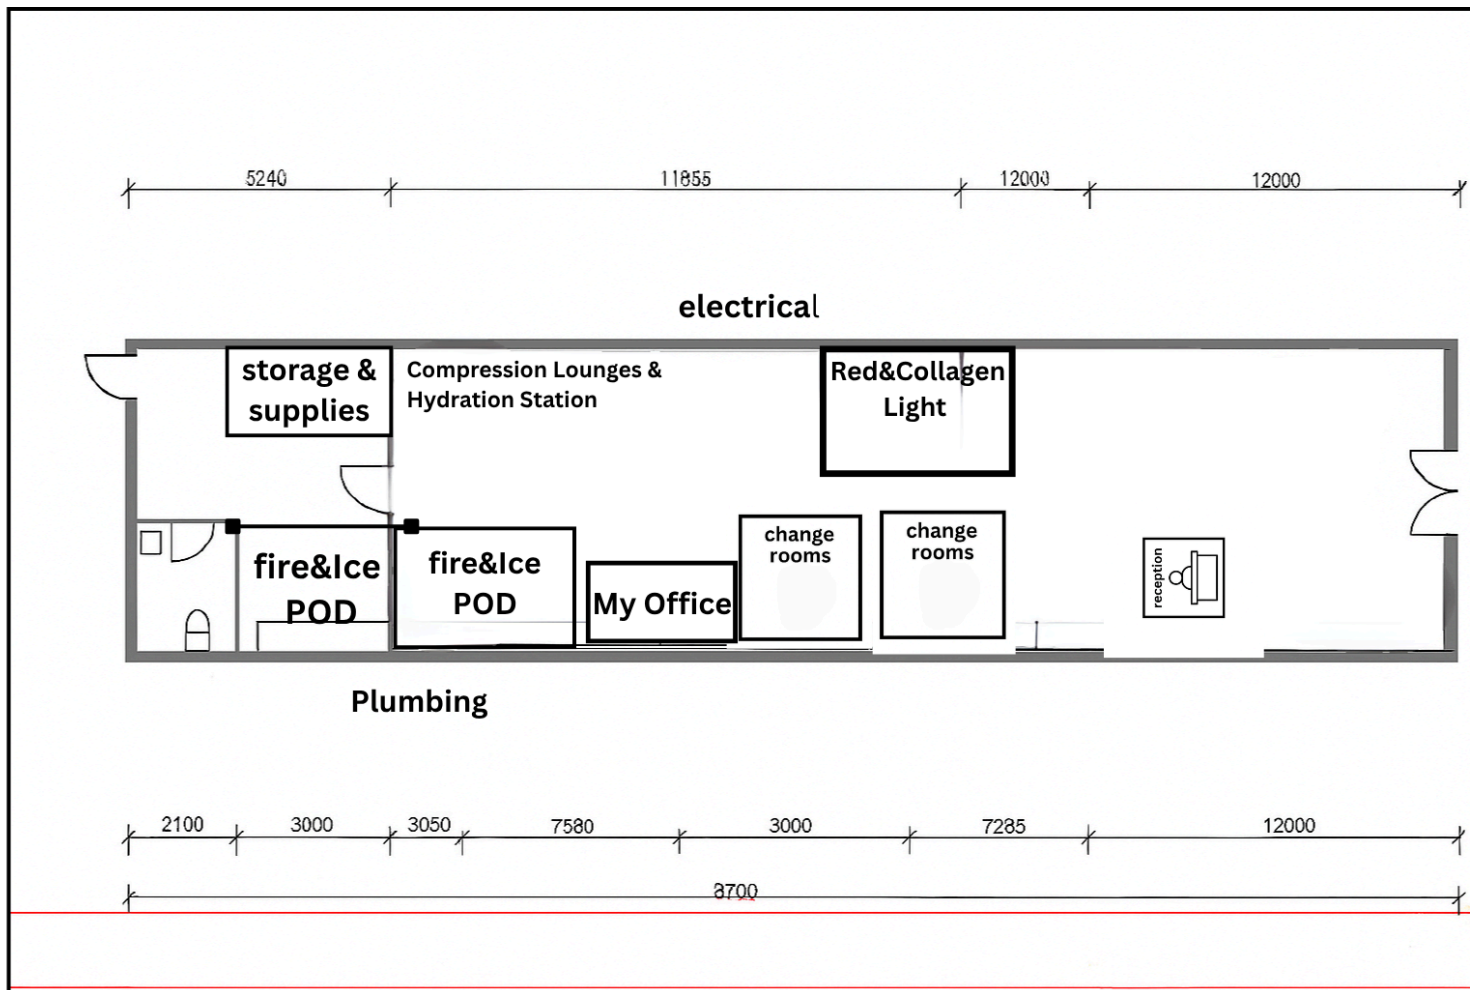 5240
11855
12000
12000
electrical
storage &
supplies
Compression Lounges &
Hydration Station
Red&Collagen
Light
fire&Ice
POD
fire&Ice
POD
My Office
change
rooms
change
rooms
reception
Plumbing
2100
3000
3050
7580
3000
7285
12000
8700